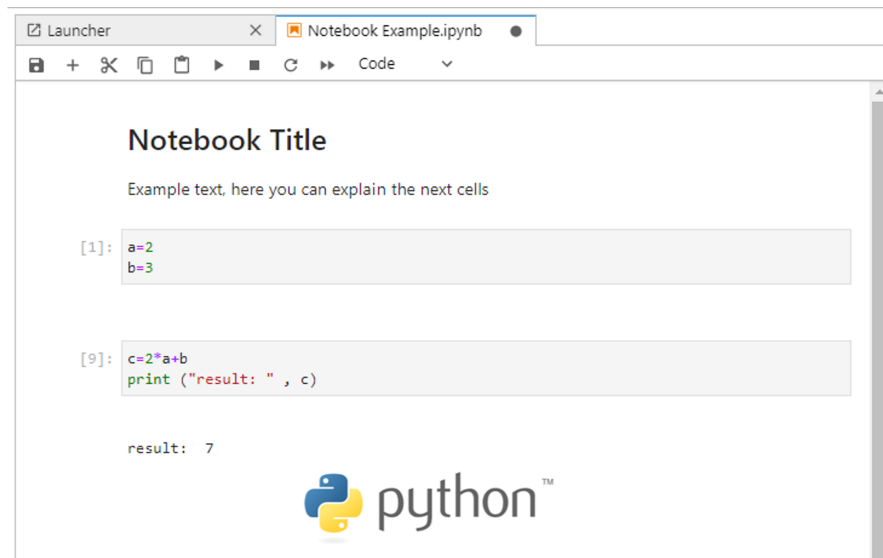 Launcher
Notebook Example.ipynb
Code
Notebook Title
Example text, here you can explain the next cells
[1]: a=2
b=3
[9]: c=2*a+b
print ("result: " , c)
result:  7
python™